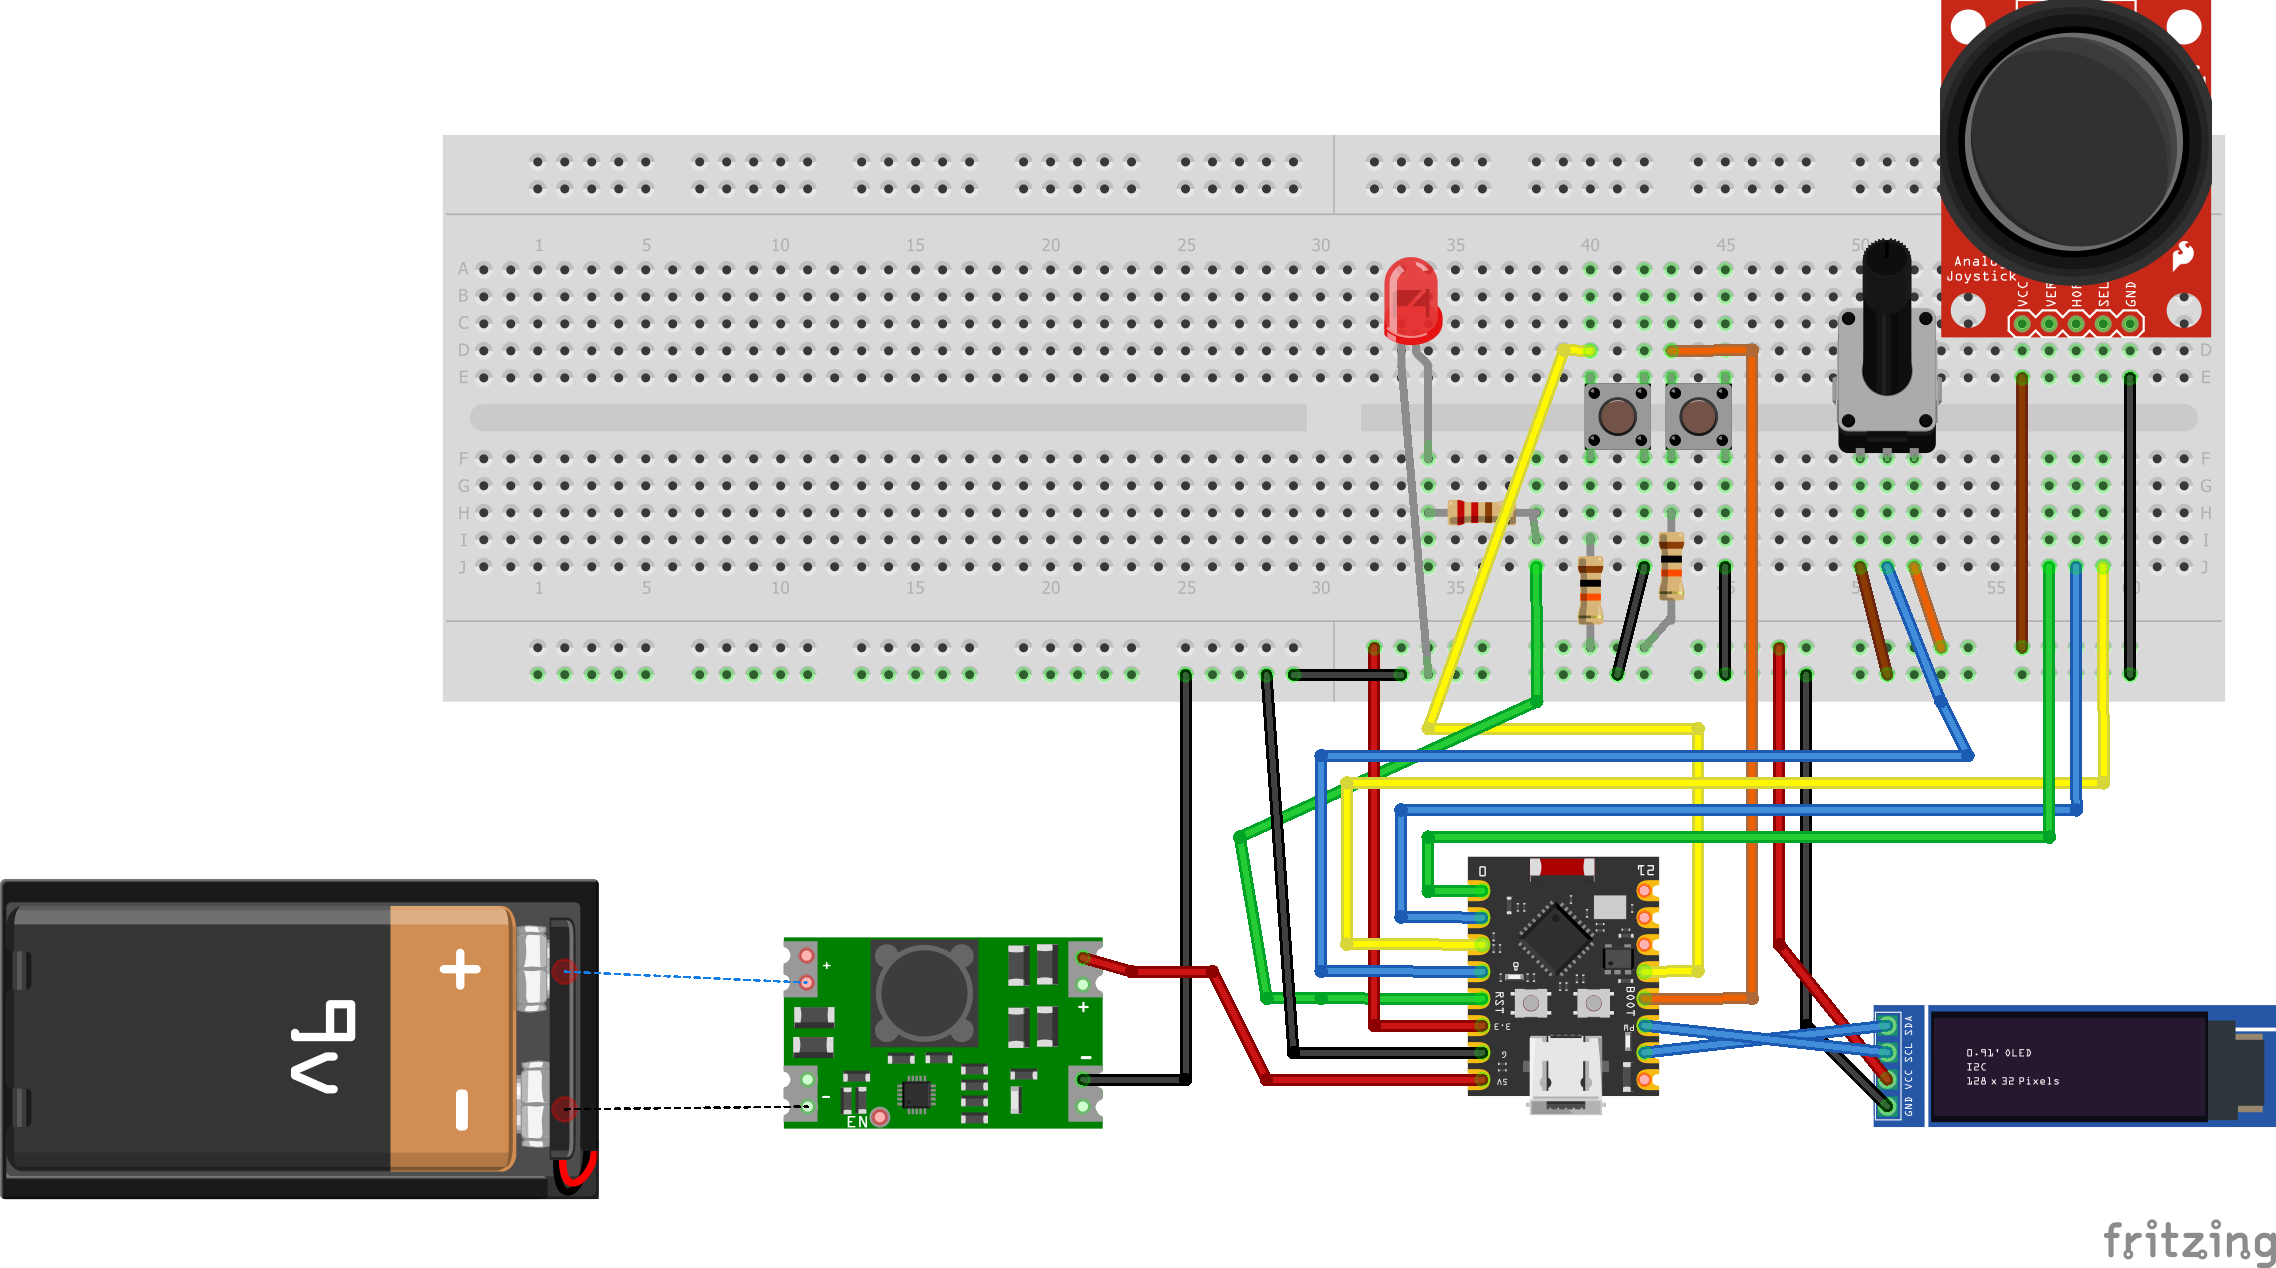 Analog
Joystick
VCC
VER
HOR
SEL
GND
1 5 10 15 20 25 30 35 40 45 50
A
B
C
D D
E E
F F
G G
H H
I I
J J
1 5 10 15 20 25 35 55
9V
+
-
+
-
+
-
EN
0
21
RST
BOOT
3.3
G
5V
GND VCC SCL SDA
0.91' OLED
I2C
128 x 32 Pixels
fritzing